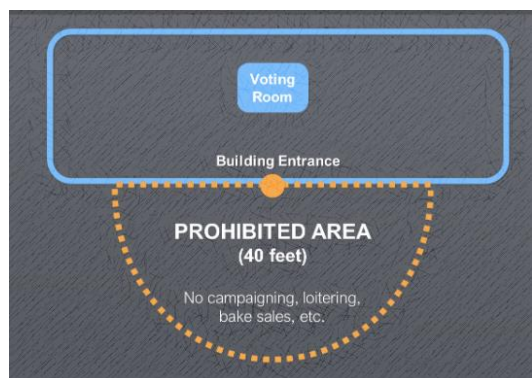 Voting
Room
Building Entrance
PROHIBITED AREA
(40 feet)
No campaigning, loitering,
bake sales, etc.